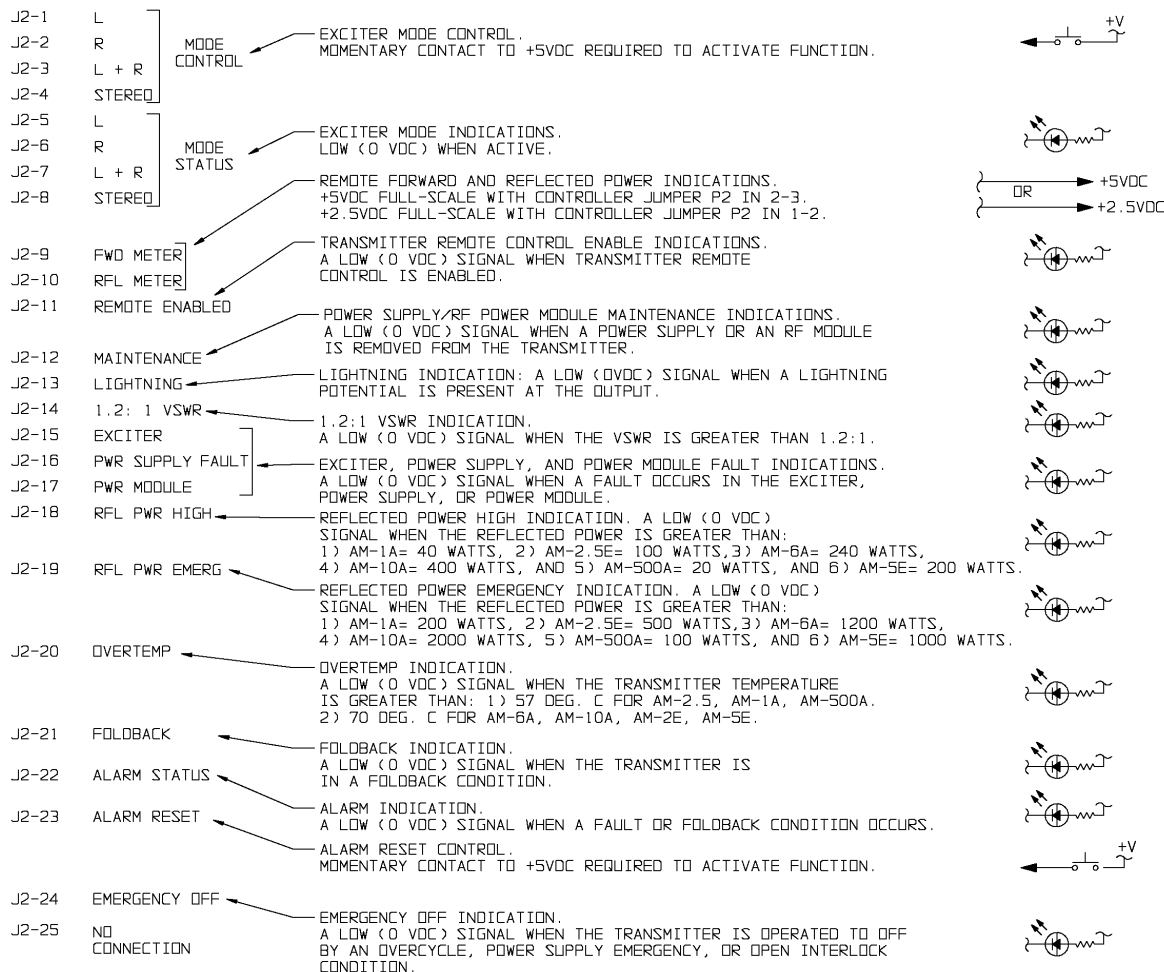 J2-1 L
J2-2 R
J2-3 L + R
J2-4 STEREO
MODE
CONTROL
EXCITER MODE CONTROL.
MOMENTARY CONTACT TO +5VDC REQUIRED TO ACTIVATE FUNCTION.
+V
J2-5 L
J2-6 R
J2-7 L + R
J2-8 STEREO
MODE
STATUS
EXCITER MODE INDICATIONS.
LOW (0 VDC) WHEN ACTIVE.
REMOTE FORWARD AND REFLECTED POWER INDICATIONS.
+5VDC FULL-SCALE WITH CONTROLLER JUMPER P2 IN 2-3.
+2.5VDC FULL-SCALE WITH CONTROLLER JUMPER P2 IN 1-2.
+5VDC
OR
+2.5VDC
J2-9 FWD METER
J2-10 RFL METER
TRANSMITTER REMOTE CONTROL ENABLE INDICATIONS.
A LOW (0 VDC) SIGNAL WHEN TRANSMITTER REMOTE
CONTROL IS ENABLED.
J2-11 REMOTE ENABLED
POWER SUPPLY/RF POWER MODULE MAINTENANCE INDICATIONS.
A LOW (0 VDC) SIGNAL WHEN A POWER SUPPLY OR AN RF MODULE
IS REMOVED FROM THE TRANSMITTER.
J2-12 MAINTENANCE
J2-13 LIGHTNING
LIGHTNING INDICATION: A LOW (0VDC) SIGNAL WHEN A LIGHTNING
POTENTIAL IS PRESENT AT THE OUTPUT.
J2-14 1.2: 1 VSWR
1.2:1 VSWR INDICATION.
A LOW (0 VDC) SIGNAL WHEN THE VSWR IS GREATER THAN 1.2:1.
J2-15 EXCITER
J2-16 PWR SUPPLY FAULT
J2-17 PWR MODULE
EXCITER, POWER SUPPLY, AND POWER MODULE FAULT INDICATIONS.
A LOW (0 VDC) SIGNAL WHEN A FAULT OCCURS IN THE EXCITER,
POWER SUPPLY, OR POWER MODULE.
J2-18 RFL PWR HIGH
REFLECTED POWER HIGH INDICATION. A LOW (0 VDC)
SIGNAL WHEN THE REFLECTED POWER IS GREATER THAN:
1) AM-1A= 40 WATTS, 2) AM-2.5E= 100 WATTS,3) AM-6A= 240 WATTS,
4) AM-10A= 400 WATTS, AND 5) AM-500A= 20 WATTS, AND 6) AM-5E= 200 WATTS.
J2-19 RFL PWR EMERG
REFLECTED POWER EMERGENCY INDICATION. A LOW (0 VDC)
SIGNAL WHEN THE REFLECTED POWER IS GREATER THAN:
1) AM-1A= 200 WATTS, 2) AM-2.5E= 500 WATTS,3) AM-6A= 1200 WATTS,
4) AM-10A= 2000 WATTS, 5) AM-500A= 100 WATTS, AND 6) AM-5E= 1000 WATTS.
J2-20 OVERTEMP
OVERTEMP INDICATION.
A LOW (0 VDC) SIGNAL WHEN THE TRANSMITTER TEMPERATURE
IS GREATER THAN: 1) 57 DEG. C FOR AM-2.5, AM-1A, AM-500A.
2) 70 DEG. C FOR AM-6A, AM-10A, AM-2E, AM-5E.
J2-21 FOLDBACK
FOLDBACK INDICATION.
A LOW (0 VDC) SIGNAL WHEN THE TRANSMITTER IS
IN A FOLDBACK CONDITION.
J2-22 ALARM STATUS
ALARM INDICATION.
A LOW (0 VDC) SIGNAL WHEN A FAULT OR FOLDBACK CONDITION OCCURS.
J2-23 ALARM RESET
ALARM RESET CONTROL.
MOMENTARY CONTACT TO +5VDC REQUIRED TO ACTIVATE FUNCTION.
+V
J2-24 EMERGENCY OFF
EMERGENCY OFF INDICATION.
A LOW (0 VDC) SIGNAL WHEN THE TRANSMITTER IS OPERATED TO OFF
BY AN OVERCYCLE, POWER SUPPLY EMERGENCY, OR OPEN INTERLOCK
CONDITION.
J2-25 NO
CONNECTION